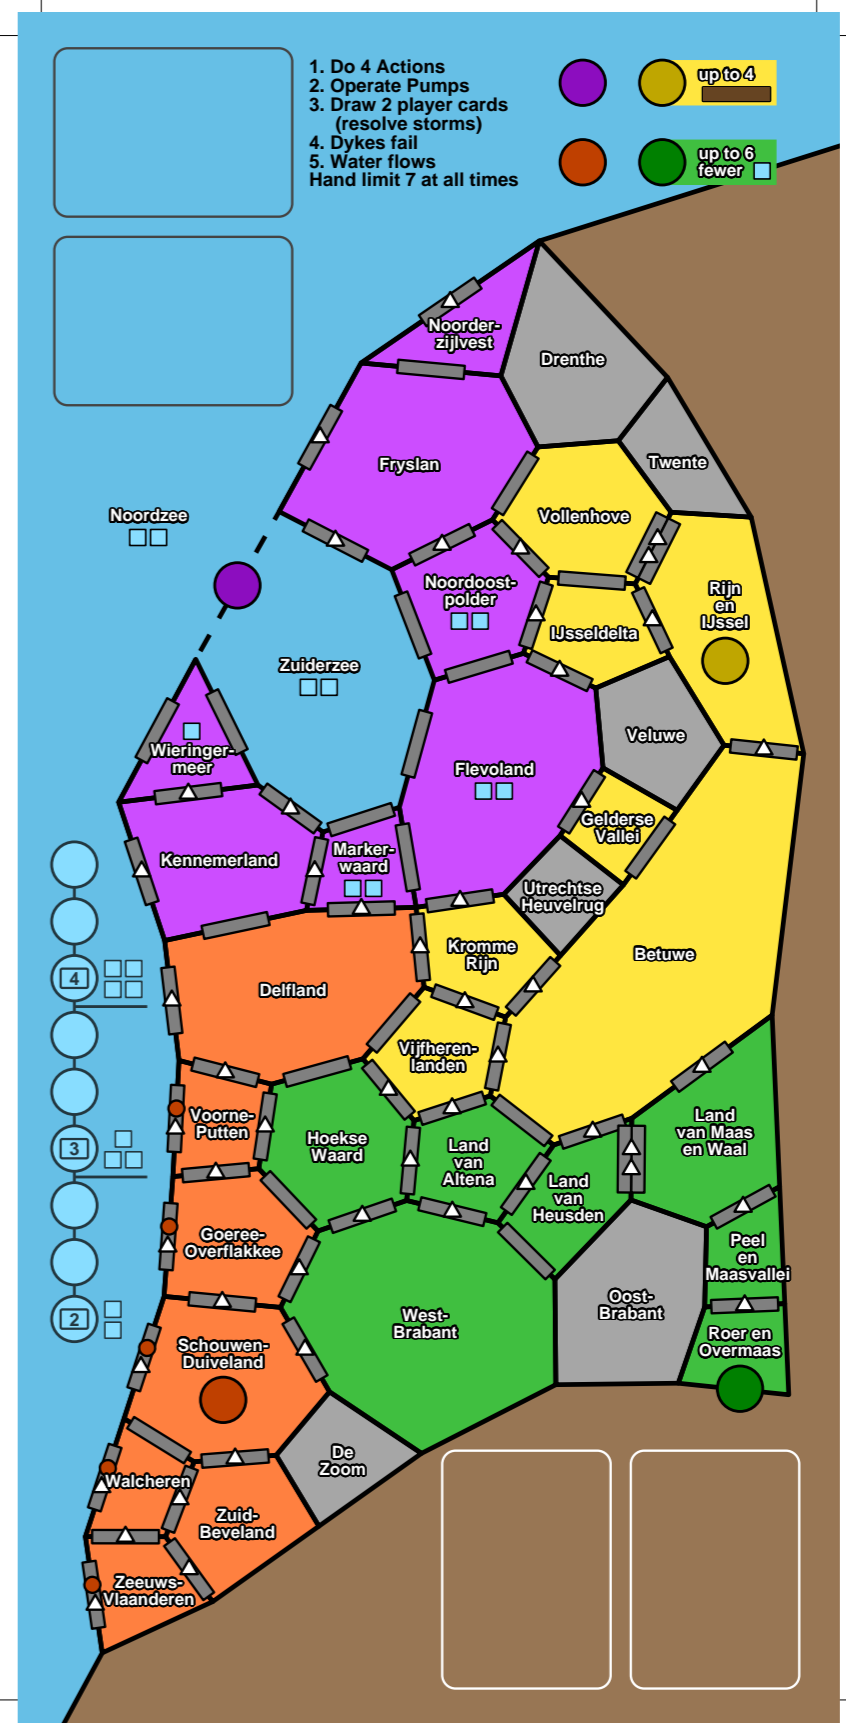 1. Do 4 Actions
2. Operate Pumps
3. Draw 2 player cards
(resolve storms)
4. Dykes fail
5. Water flows
Hand limit 7 at all times
up to 4
up to 6
fewer
Noorder-
zijlvest
Drenthe
Fryslan
Twente
Noordzee
Vollenhove
Noordoost-
polder
Rijn
en
IJssel
IJsseldelta
Zuiderzee
Wieringer-
meer
Veluwe
Flevoland
Gelderse
Vallei
Kennemerland
Marker-
waard
Utrechtse
Heuvelrug
Kromme
Rijn
Betuwe
4
Delfland
Vijfheren-
landen
Voorne-
Putten
Hoekse
Waard
Land
van
Altena
Land
van Maas
en Waal
3
Land
van
Heusden
Goeree-
Overflakkee
Peel
en
Maasvallei
Oost-
Brabant
2
West-
Brabant
Roer en
Overmaas
Schouwen-
Duiveland
De
Zoom
Walcheren
Zuid-
Beveland
Zeeuws-
Vlaanderen